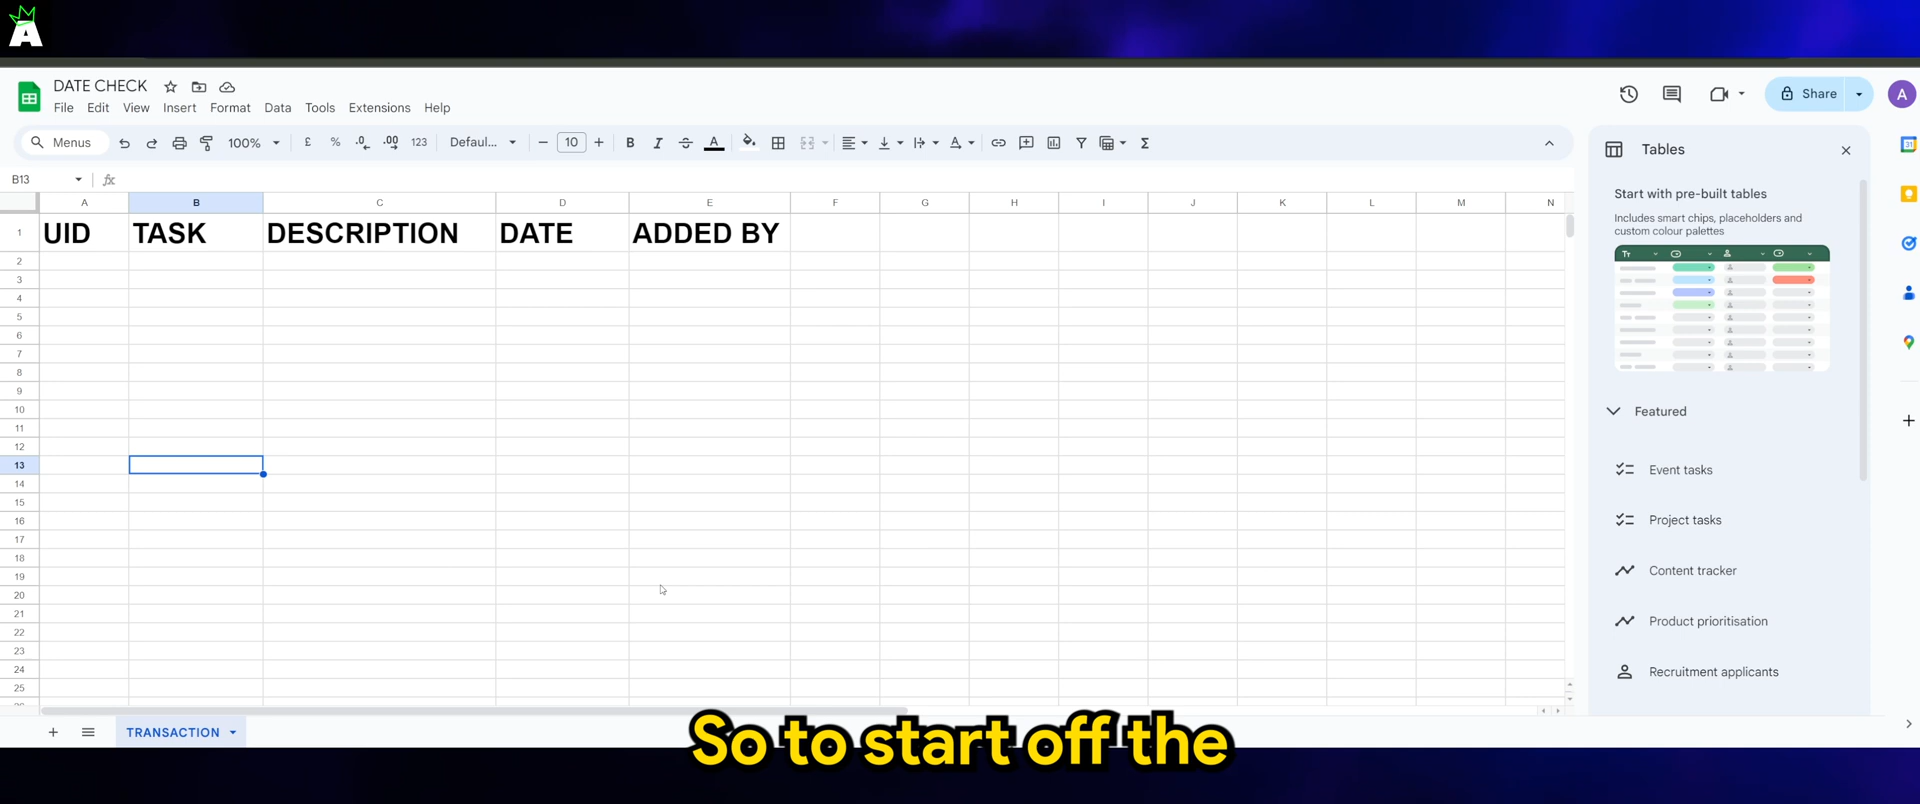 A
DATE CHECK
File Edit View Insert Format Data Tools Extensions Help
Share
A
Menus
100%
£ % .0 .00 123
Defaul...
10
B I A
Σ
B13
fx
A B C D E F G H I J K L M N
1 UID TASK DESCRIPTION DATE ADDED BY
2
3
4
5
6
7
8
9
10
11
12
13
14
15
16
17
18
19
20
21
22
23
24
25
Tables
Start with pre-built tables
Includes smart chips, placeholders and
custom colour palettes
Tт
Featured
Event tasks
Project tasks
Content tracker
Product prioritisation
Recruitment applicants
31
TRANSACTION
So to start off the